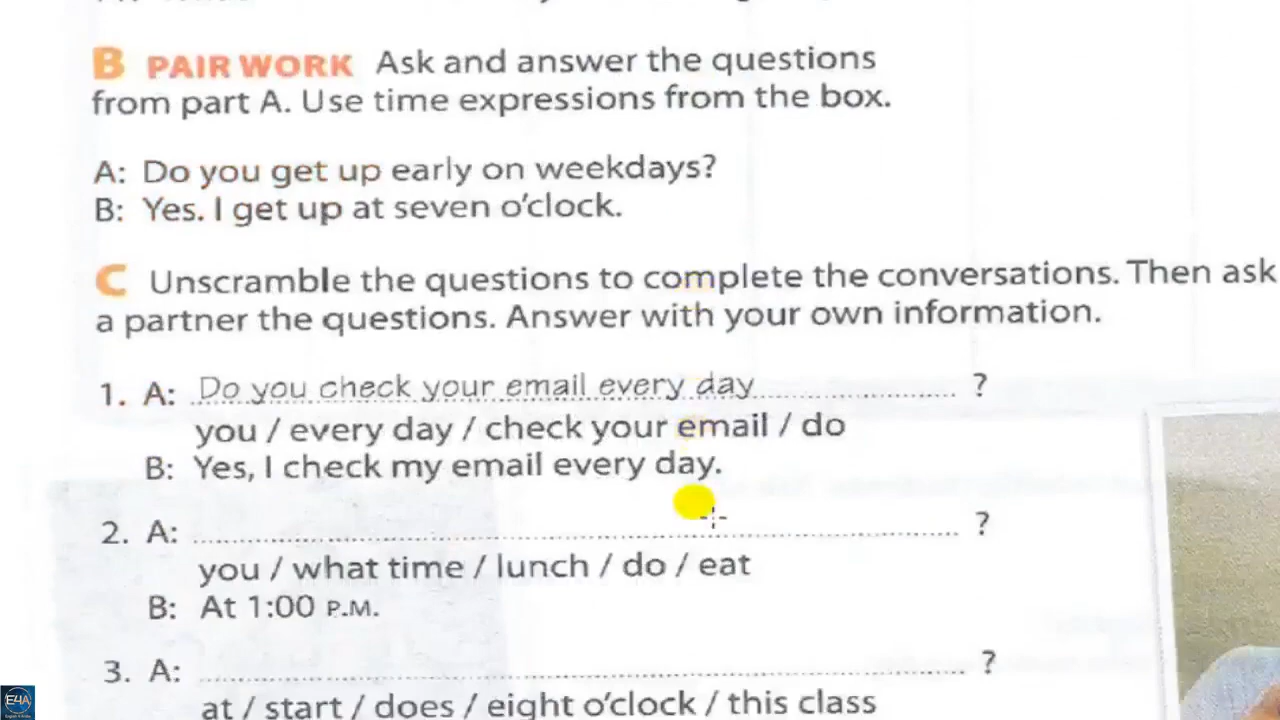 B PAIR WORK Ask and answer the questions
from part A. Use time expressions from the box.
A: Do you get up early on weekdays?
B: Yes. I get up at seven o'clock.
C Unscramble the questions to complete the conversations. Then ask
a partner the questions. Answer with your own information.
1. A: Do you check your email every day ?
you / every day / check your email / do
B: Yes, I check my email every day.
2. A: ?
you / what time / lunch / do / eat
B: At 1:00 P.M.
3. A: ?
at / start / does / eight o'clock / this class
E4A